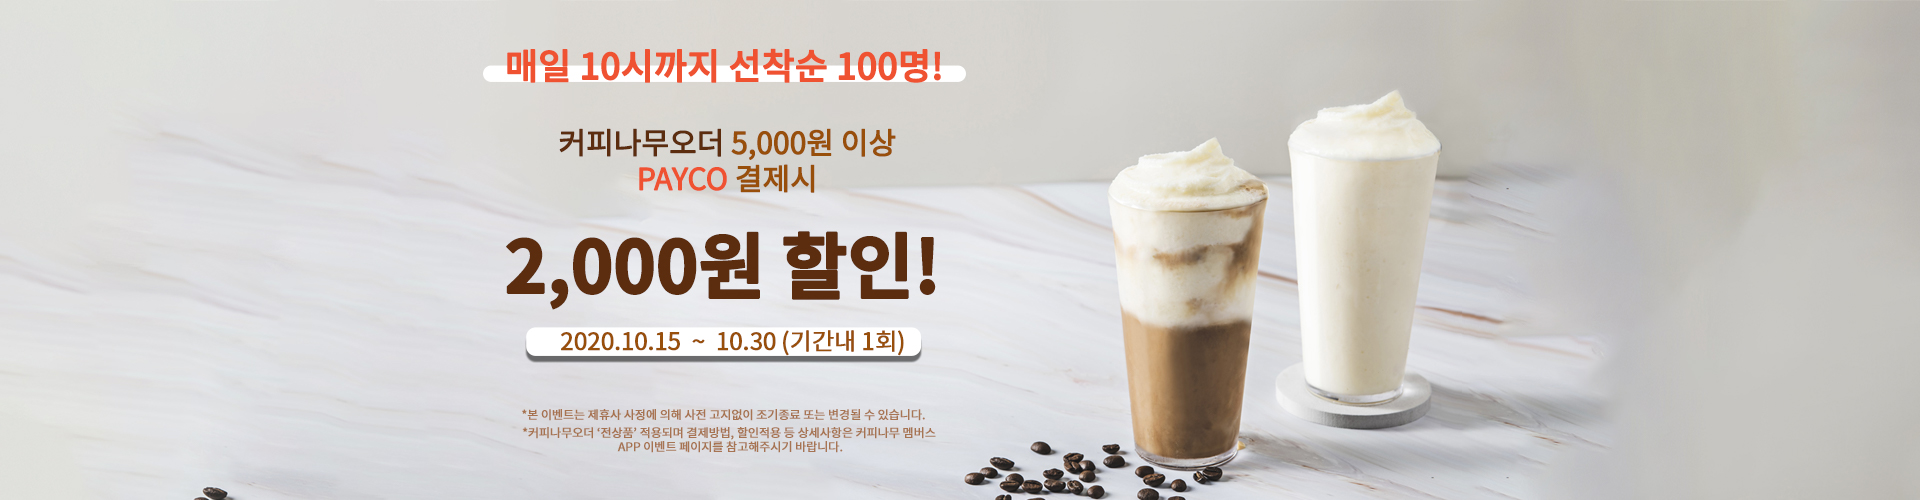 매일 10시까지 선착순 100명!
커피나무오더 5,000원 이상
PAYCO 결제시
2,000원 할인!
2020.10.15 ~ 10.30 (기간내 1회)
*본 이벤트는 제휴사 사정에 의해 사전 고지없이 조기종료 또는 변경될 수 있습니다.
*커피나무오더 ‘전상품’ 적용되며 결제방법, 할인적용 등 상세사항은 커피나무 멤버스
APP 이벤트 페이지를 참고해주시기 바랍니다.